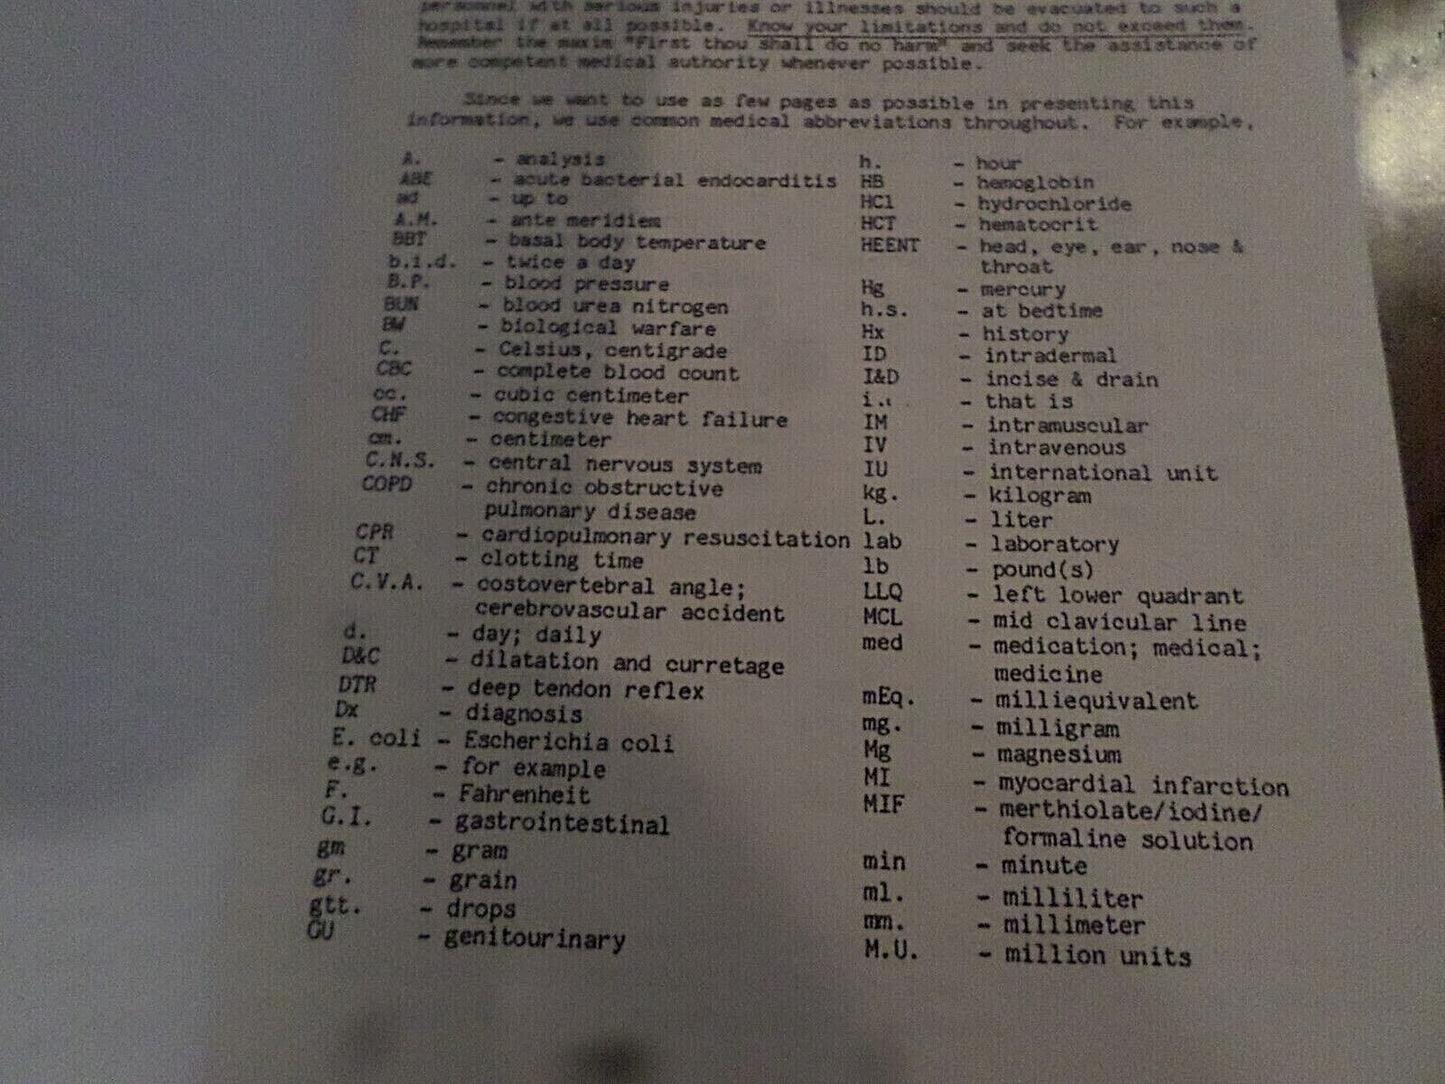 personnel with serious injuries or illnesses should be evacuated to such a
hospital if at all possible. Know your limitations and do not exceed them.
Remember the maxim "First thou shall do no harm" and seek the assistance of
more competent medical authority whenever possible.
Since we want to use as few pages as possible in presenting this
information, we use common medical abbreviations throughout. For example,
A. - analysis
ABE - acute bacterial endocarditis
ad - up to
A.M. - ante meridiem
BBT - basal body temperature
b.i.d. - twice a day
B.P. - blood pressure
BUN - blood urea nitrogen
BW - biological warfare
C. - Celsius, centigrade
CBC - complete blood count
cc. - cubic centimeter
CHF - congestive heart failure
cm. - centimeter
C.N.S. - central nervous system
COPD - chronic obstructive
pulmonary disease
CPR - cardiopulmonary resuscitation
CT - clotting time
C.V.A. - costovertebral angle;
cerebrovascular accident
d. - day; daily
D&C - dilatation and curretage
DTR - deep tendon reflex
Dx - diagnosis
E. coli - Escherichia coli
e.g. - for example
F. - Fahrenheit
G.I. - gastrointestinal
gm - gram
gr. - grain
gtt. - drops
GU - genitourinary
h. - hour
HB - hemoglobin
HCl - hydrochloride
HCT - hematocrit
HEENT - head, eye, ear, nose &
throat
Hg - mercury
h.s. - at bedtime
Hx - history
ID - intradermal
I&D - incise & drain
i. - that is
IM - intramuscular
IV - intravenous
IU - international unit
kg. - kilogram
L. - liter
lab - laboratory
lb - pound(s)
LLQ - left lower quadrant
MCL - mid clavicular line
med - medication; medical;
medicine
mEq. - milliequivalent
mg. - milligram
Mg - magnesium
MI - myocardial infarction
MIF - merthiolate/iodine/
formaline solution
min - minute
ml. - milliliter
mm. - millimeter
M.U. - million units